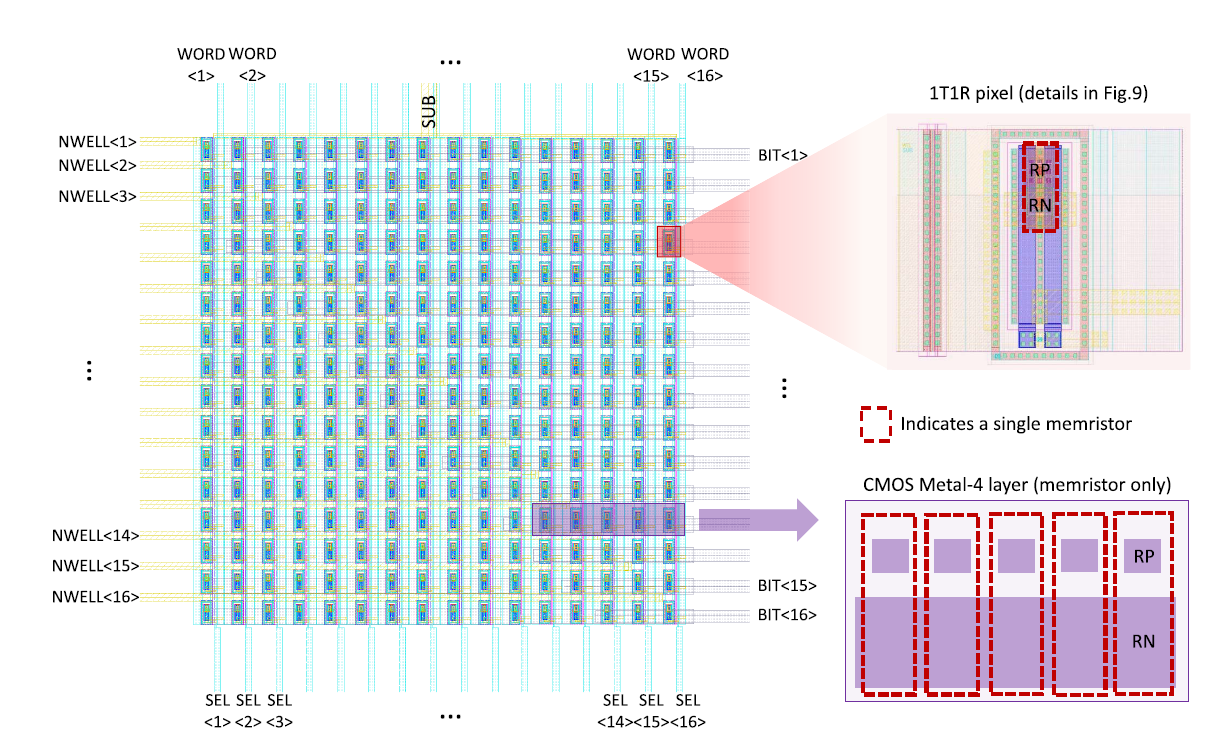 WORD WORD
<1> <2>
...
WORD WORD
<15> <16>
SUB
NWELL<1>
NWELL<2>
NWELL<3>
...
NWELL<14>
NWELL<15>
NWELL<16>
BIT<1>
...
BIT<15>
BIT<16>
SEL SEL SEL
<1> <2> <3>
...
SEL SEL SEL
<14> <15> <16>
1T1R pixel (details in Fig.9)
RP
RN
Indicates a single memristor
CMOS Metal-4 layer (memristor only)
RP
RN